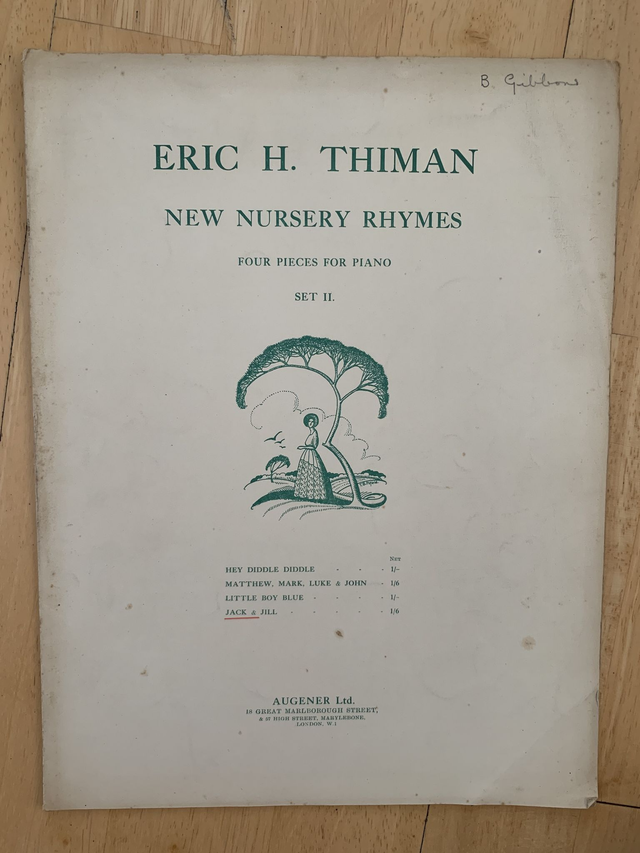 B. Gibbons
ERIC H. THIMAN
NEW NURSERY RHYMES
FOUR PIECES FOR PIANO
SET II.
NET
HEY DIDDLE DIDDLE - - - 1/-
MATTHEW, MARK, LUKE & JOHN - 1/6
LITTLE BOY BLUE - - - - 1/-
JACK & JILL - - - - - 1/6
AUGENER Ltd.
18 GREAT MARLBOROUGH STREET,
& 57 HIGH STREET, MARYLEBONE,
LONDON, W.1